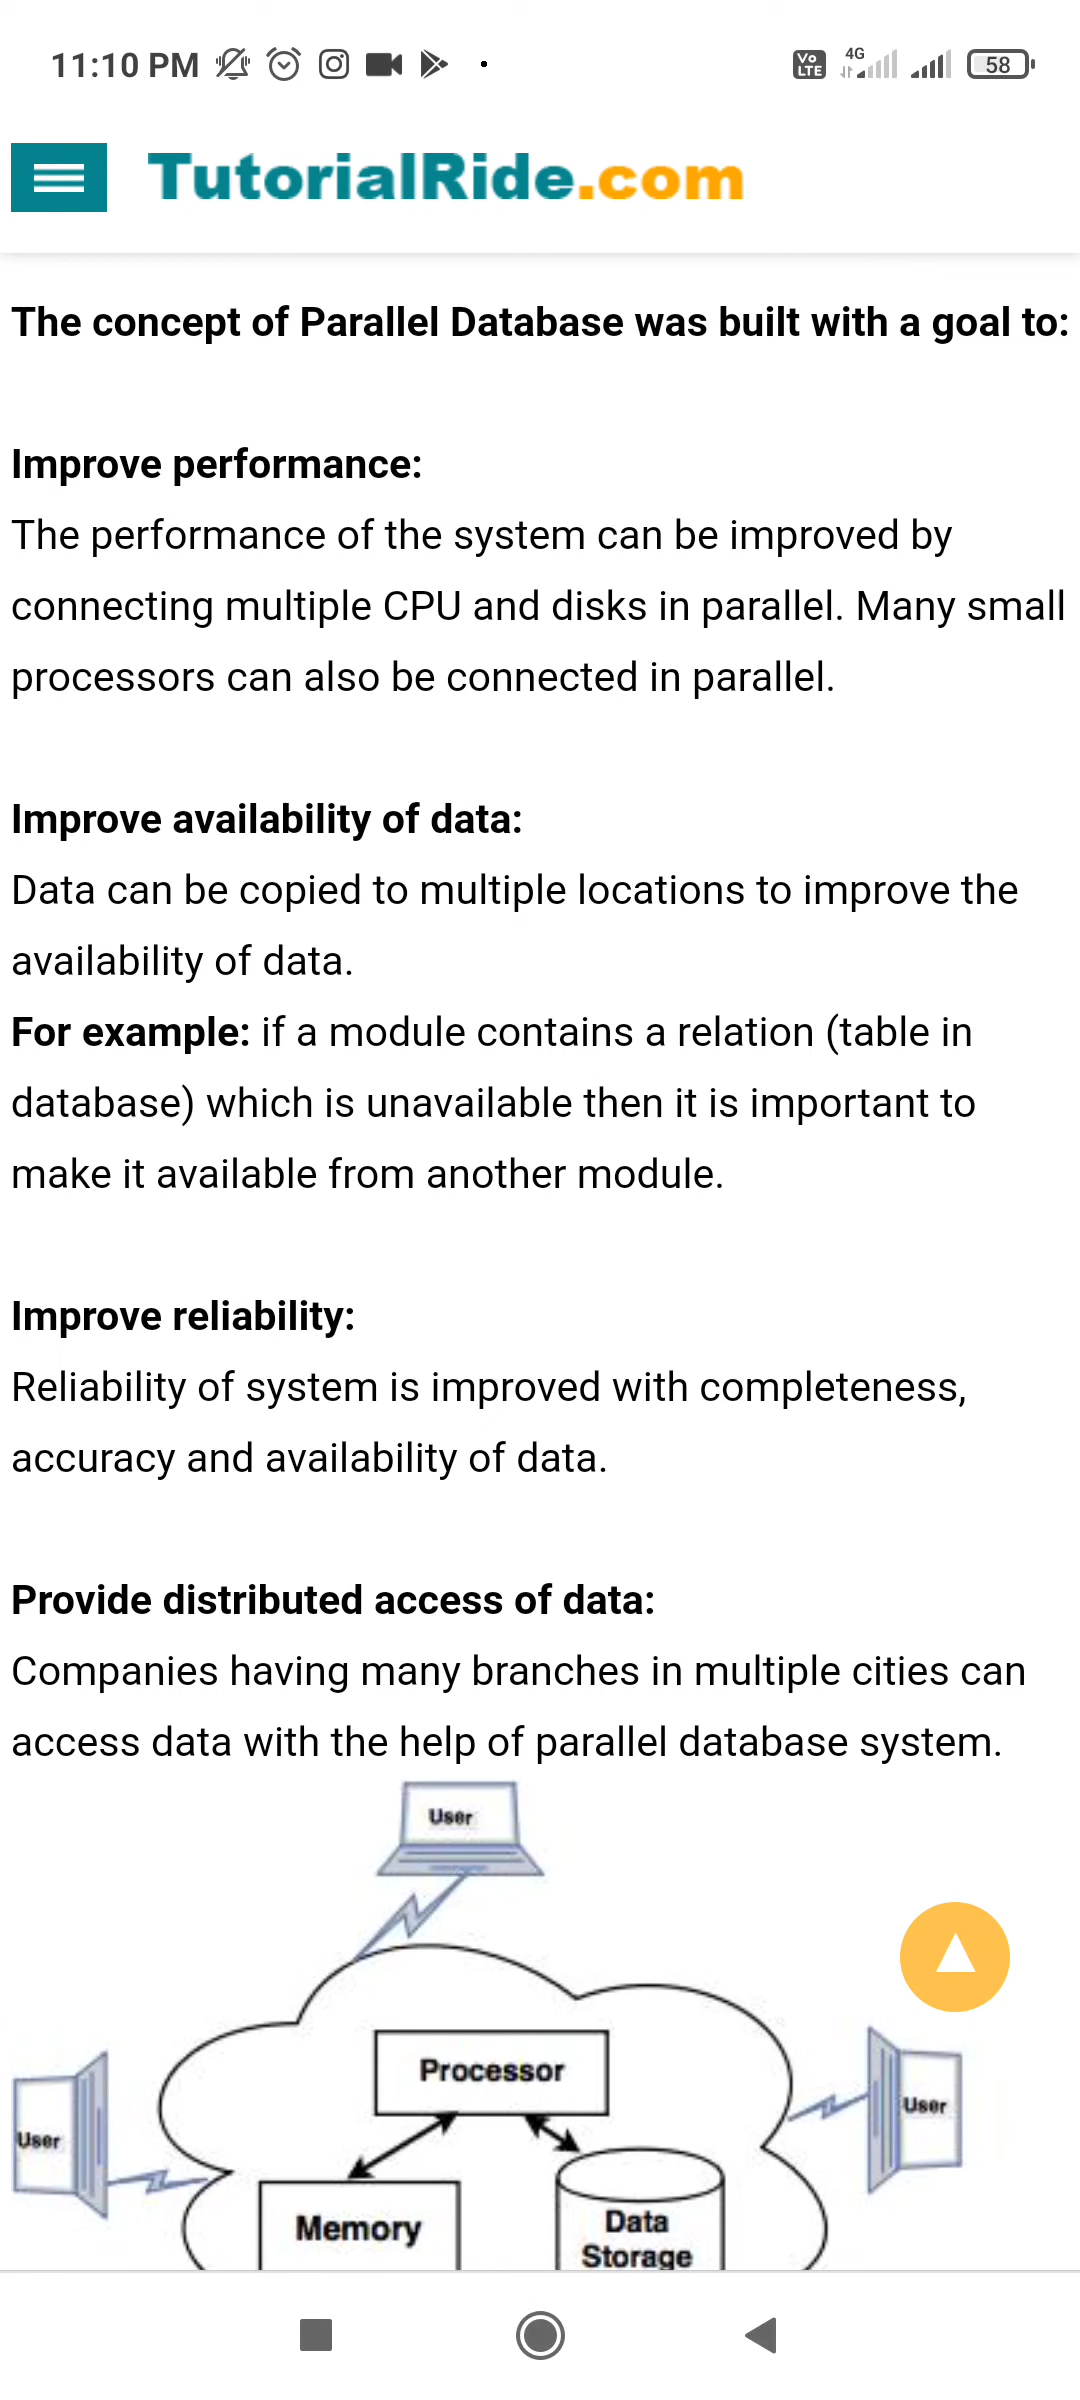 11:10 PM
Vo LTE
4G
58
TutorialRide.com
The concept of Parallel Database was built with a goal to:
Improve performance:
The performance of the system can be improved by
connecting multiple CPU and disks in parallel. Many small
processors can also be connected in parallel.
Improve availability of data:
Data can be copied to multiple locations to improve the
availability of data.
For example: if a module contains a relation (table in
database) which is unavailable then it is important to
make it available from another module.
Improve reliability:
Reliability of system is improved with completeness,
accuracy and availability of data.
Provide distributed access of data:
Companies having many branches in multiple cities can
access data with the help of parallel database system.
User
Processor
User
User
Memory
Data
Storage